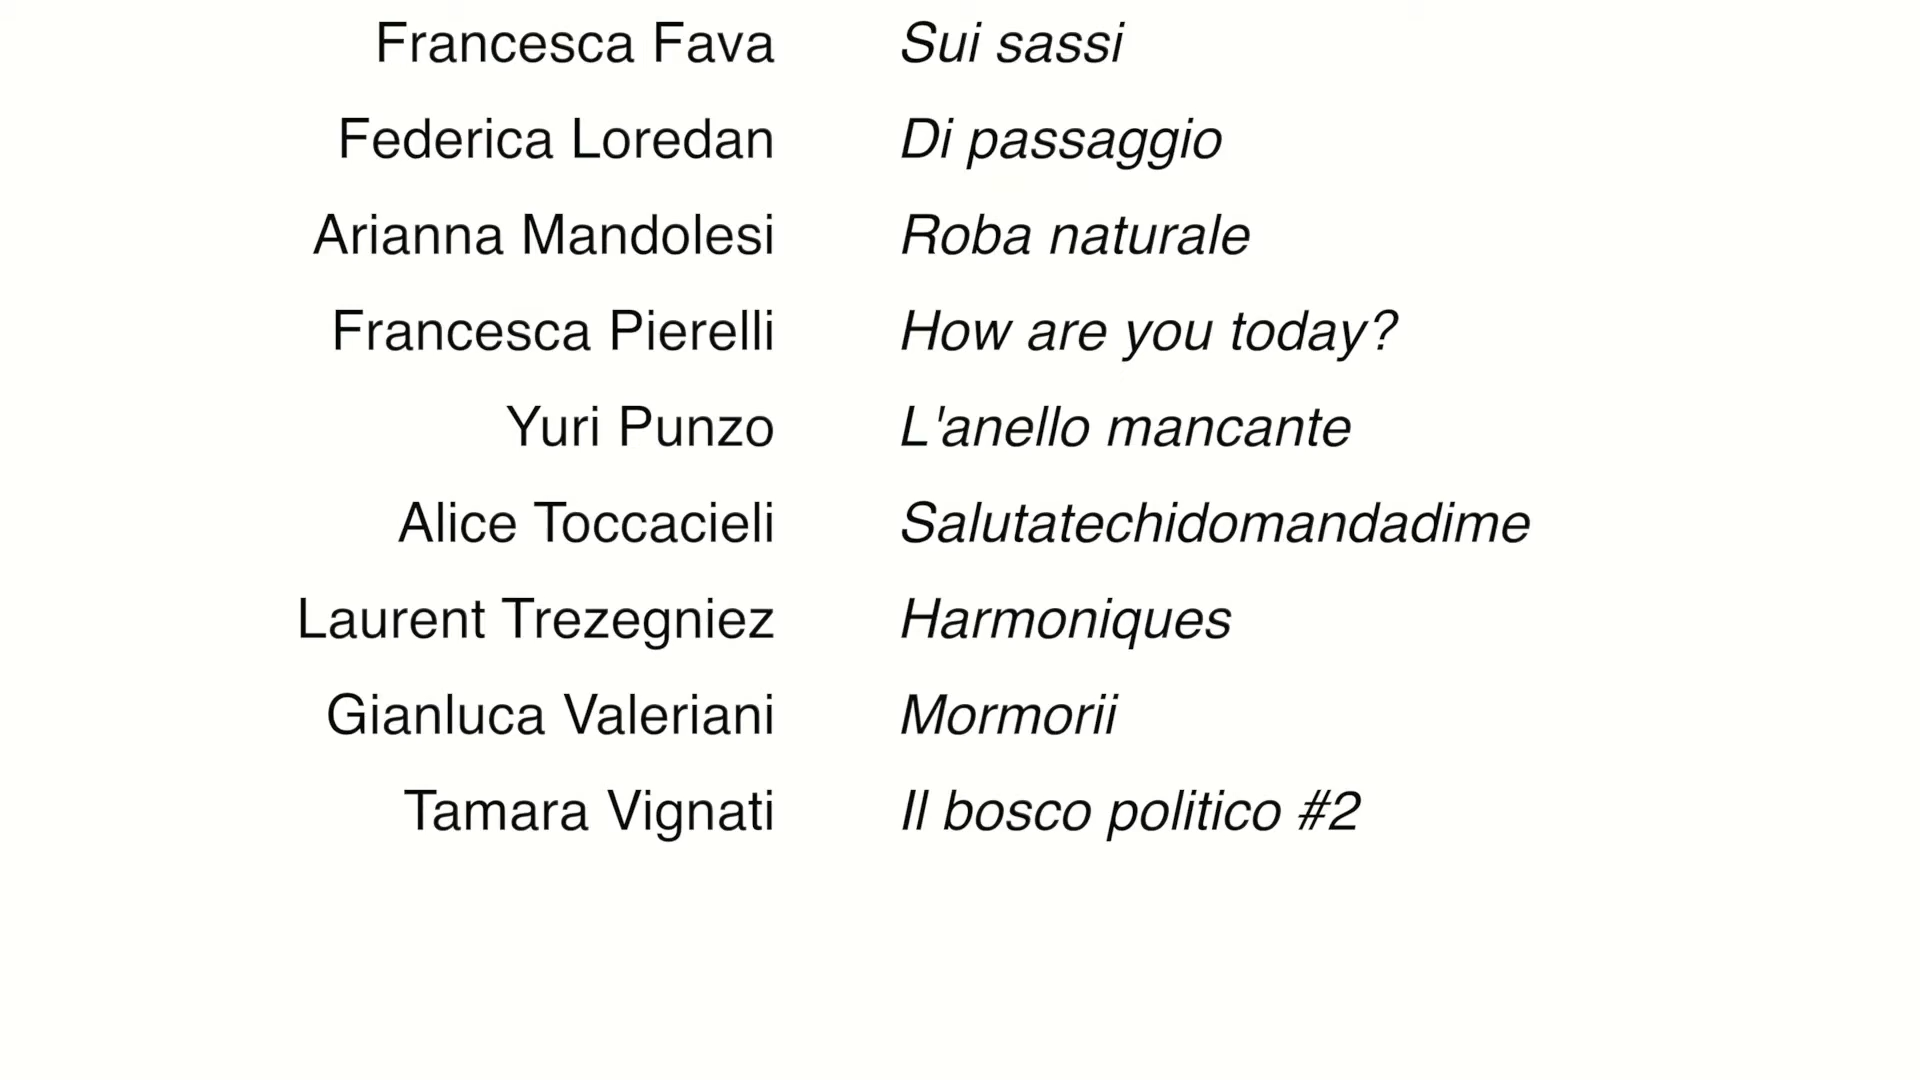 Francesca Fava Sui sassi
Federica Loredan Di passaggio
Arianna Mandolesi Roba naturale
Francesca Pierelli How are you today?
Yuri Punzo L'anello mancante
Alice Toccacieli Salutatechidomandadime
Laurent Trezegniez Harmoniques
Gianluca Valeriani Mormorii
Tamara Vignati Il bosco politico #2